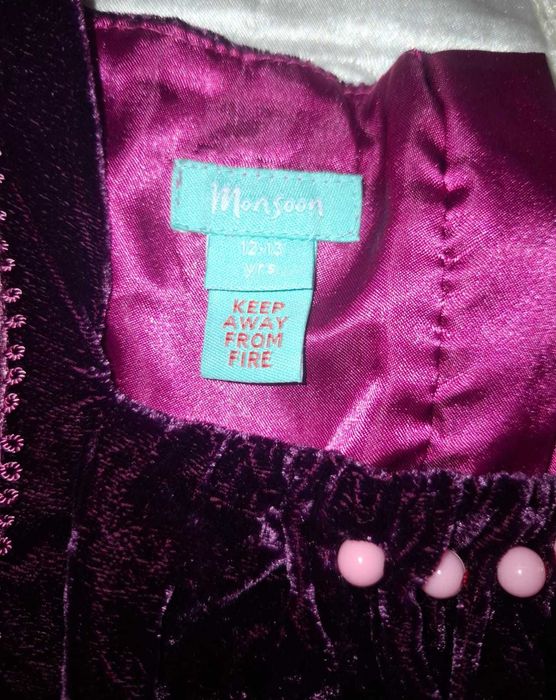 Monsoon
12-13
yrs
KEEP
AWAY
FROM
FIRE